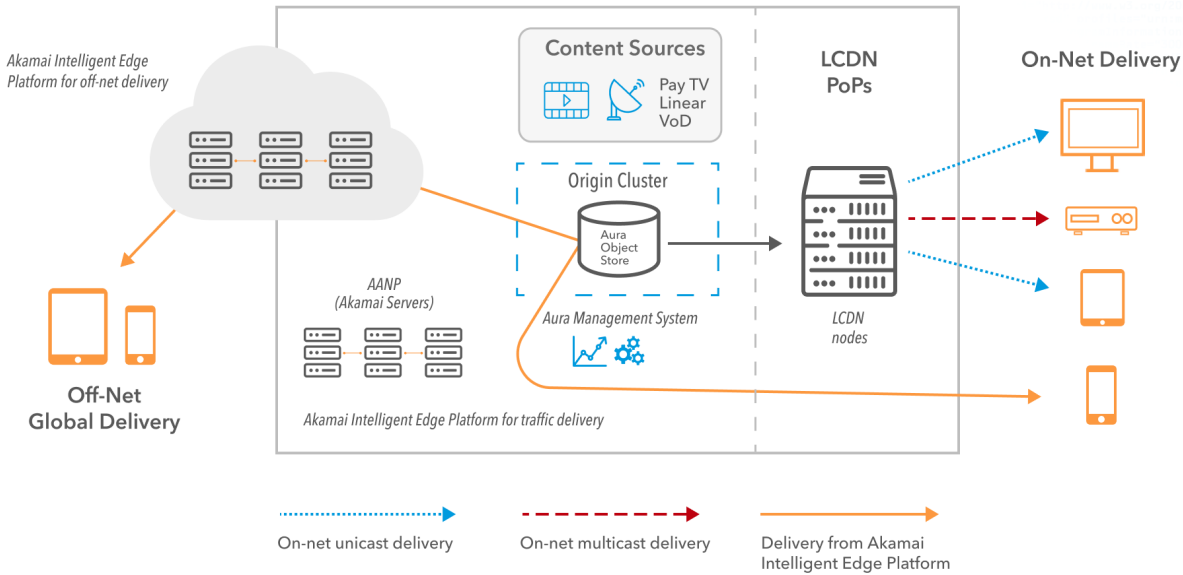 Akamai Intelligent Edge
Platform for off-net delivery
Content Sources
Pay TV
Linear
VoD
LCDN
PoPs
On-Net Delivery
Origin Cluster
Aura
Object
Store
AANP
(Akamai Servers)
Aura Management System
LCDN
nodes
Off-Net
Global Delivery
Akamai Intelligent Edge Platform for traffic delivery
On-net unicast delivery
On-net multicast delivery
Delivery from Akamai
Intelligent Edge Platform